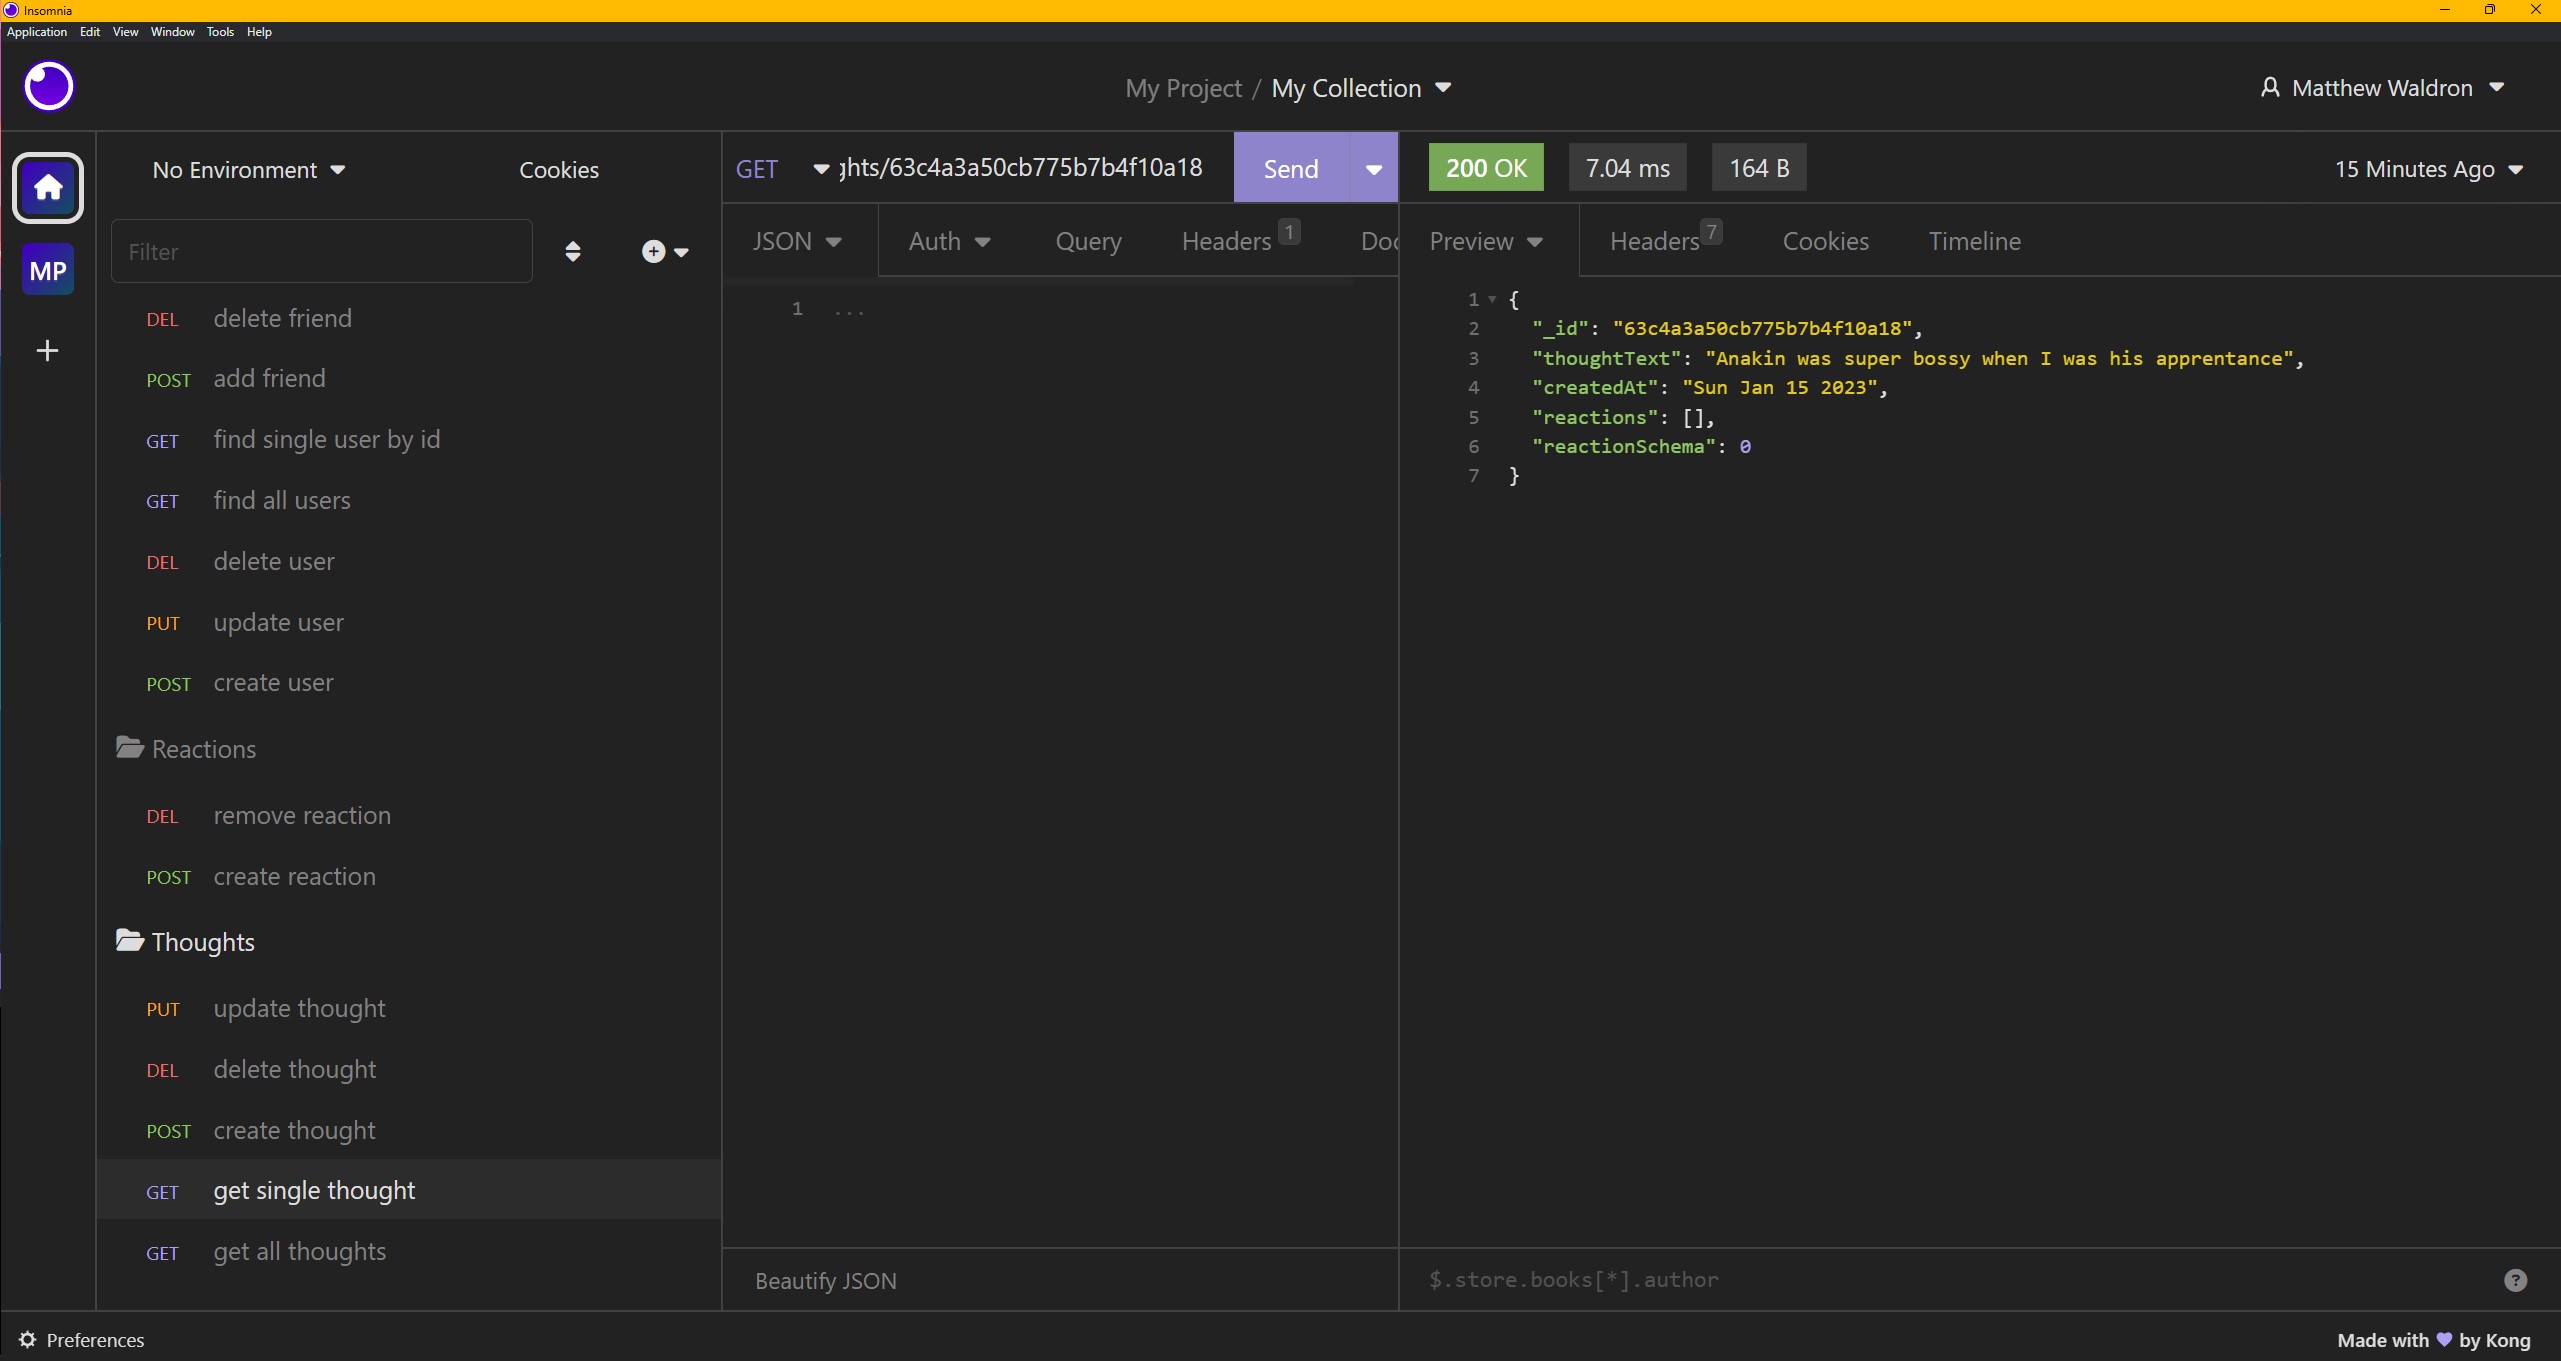 Insomnia
Application Edit View Window Tools Help
My Project / My Collection
Matthew Waldron
No Environment
Cookies
GET
ghts/63c4a3a50cb775b7b4f10a18
Send
200 OK
7.04 ms
164 B
15 Minutes Ago
Filter
MP
JSON
Auth
Query
Headers 1
Doc
Preview
Headers 7
Cookies
Timeline
DEL delete friend
POST add friend
GET find single user by id
GET find all users
DEL delete user
PUT update user
POST create user
Reactions
DEL remove reaction
POST create reaction
Thoughts
PUT update thought
DEL delete thought
POST create thought
GET get single thought
GET get all thoughts
1 ...
1 {
2 "_id": "63c4a3a50cb775b7b4f10a18",
3 "thoughtText": "Anakin was super bossy when I was his apprentance",
4 "createdAt": "Sun Jan 15 2023",
5 "reactions": [],
6 "reactionSchema": 0
7 }
Beautify JSON
$.store.books[*].author
?
Preferences
Made with 💜 by Kong